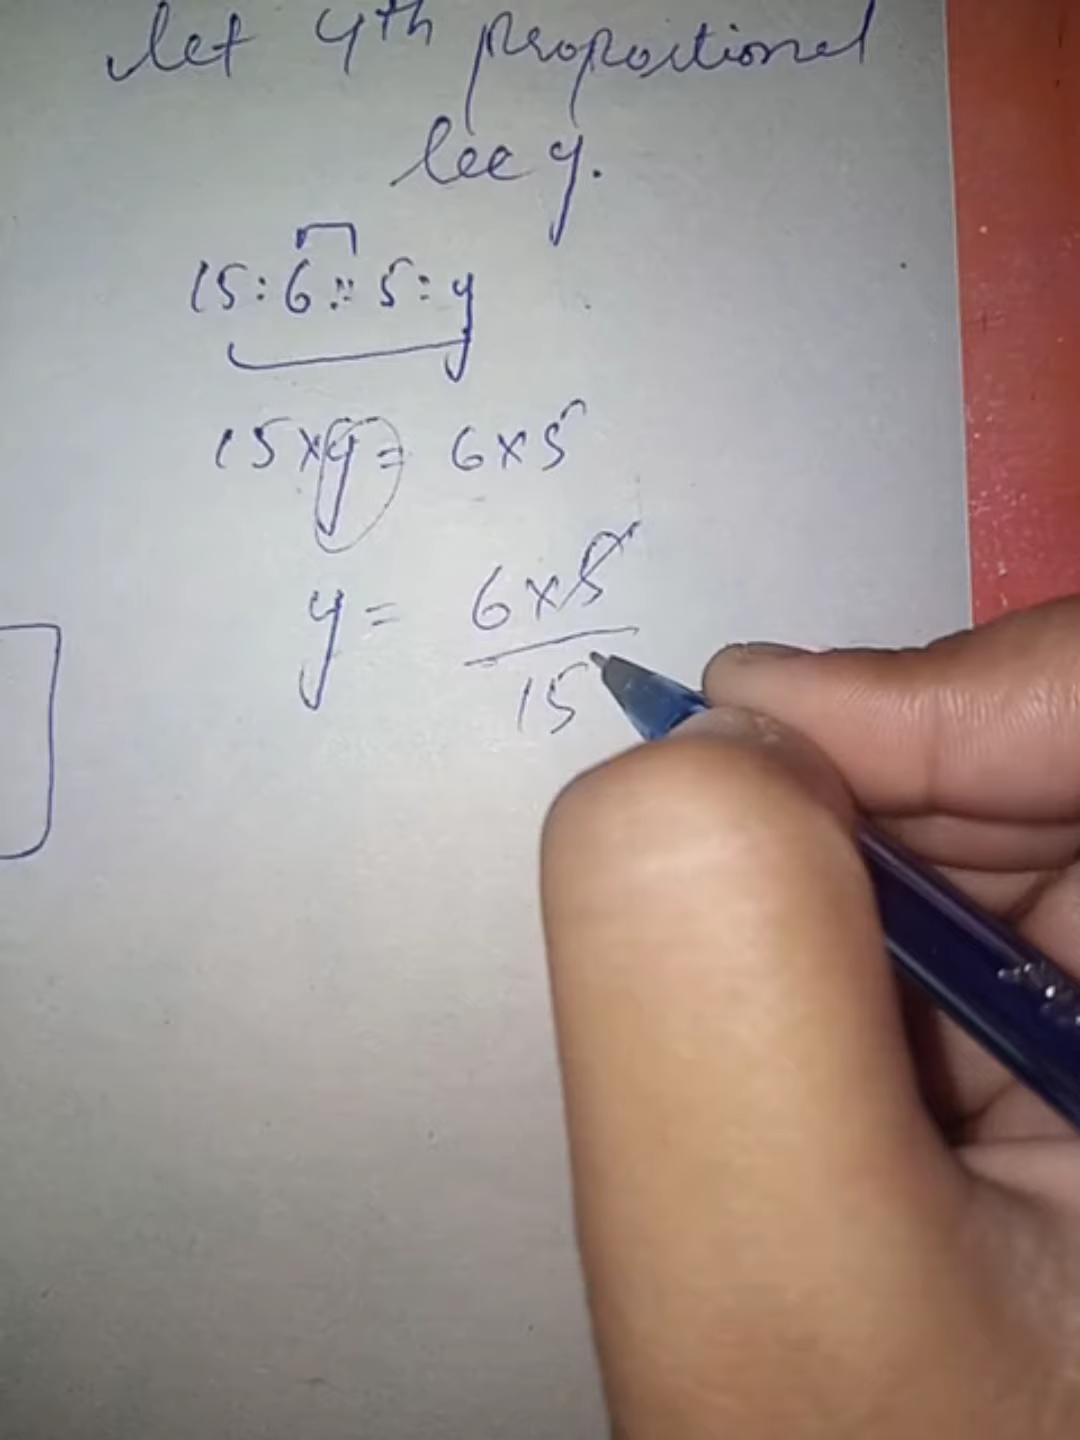 let 4th proportional
be y.
15 : 6 :: 5 : y
15 × y = 6 × 5
y = 6 × 5
15